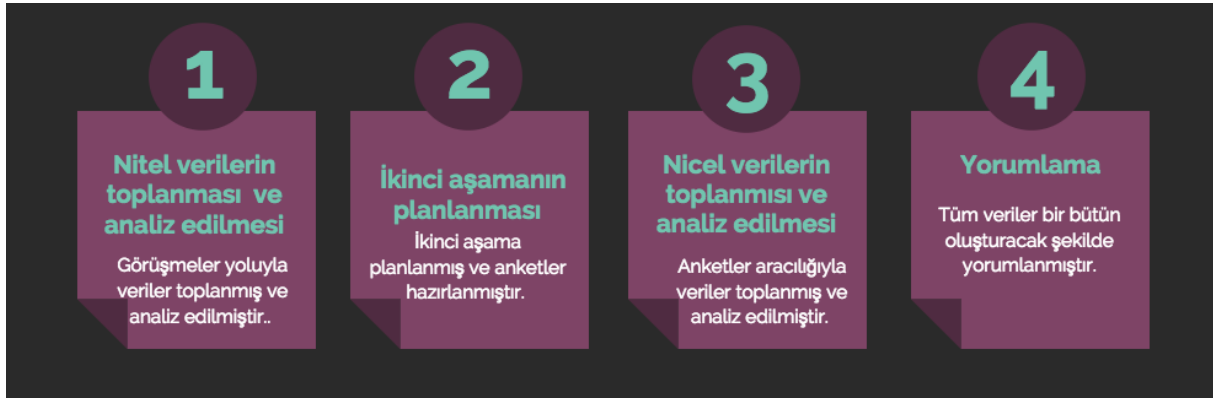 1
Nitel verilerin
toplanması ve
analiz edilmesi
Görüşmeler yoluyla
veriler toplanmış ve
analiz edilmiştir..
2
İkinci aşamanın
planlanması
İkinci aşama
planlanmış ve anketler
hazırlanmıştır.
3
Nicel verilerin
toplanmısı ve
analiz edilmesi
Anketler aracılığıyla
veriler toplanmış ve
analiz edilmiştir.
4
Yorumlama
Tüm veriler bir bütün
oluşturacak şekilde
yorumlanmıştır.